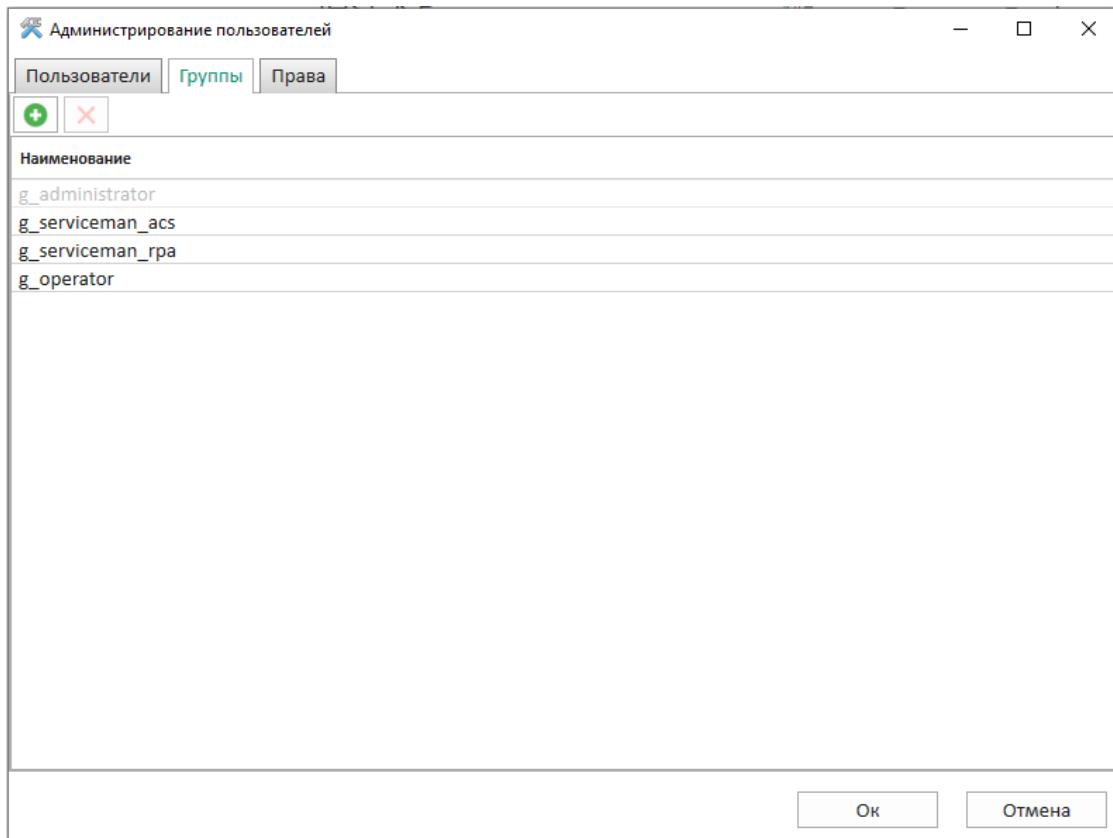 Администрирование пользователей
Пользователи Группы Права
Наименование
g_administrator
g_serviceman_acs
g_serviceman_rpa
g_operator
Ок Отмена